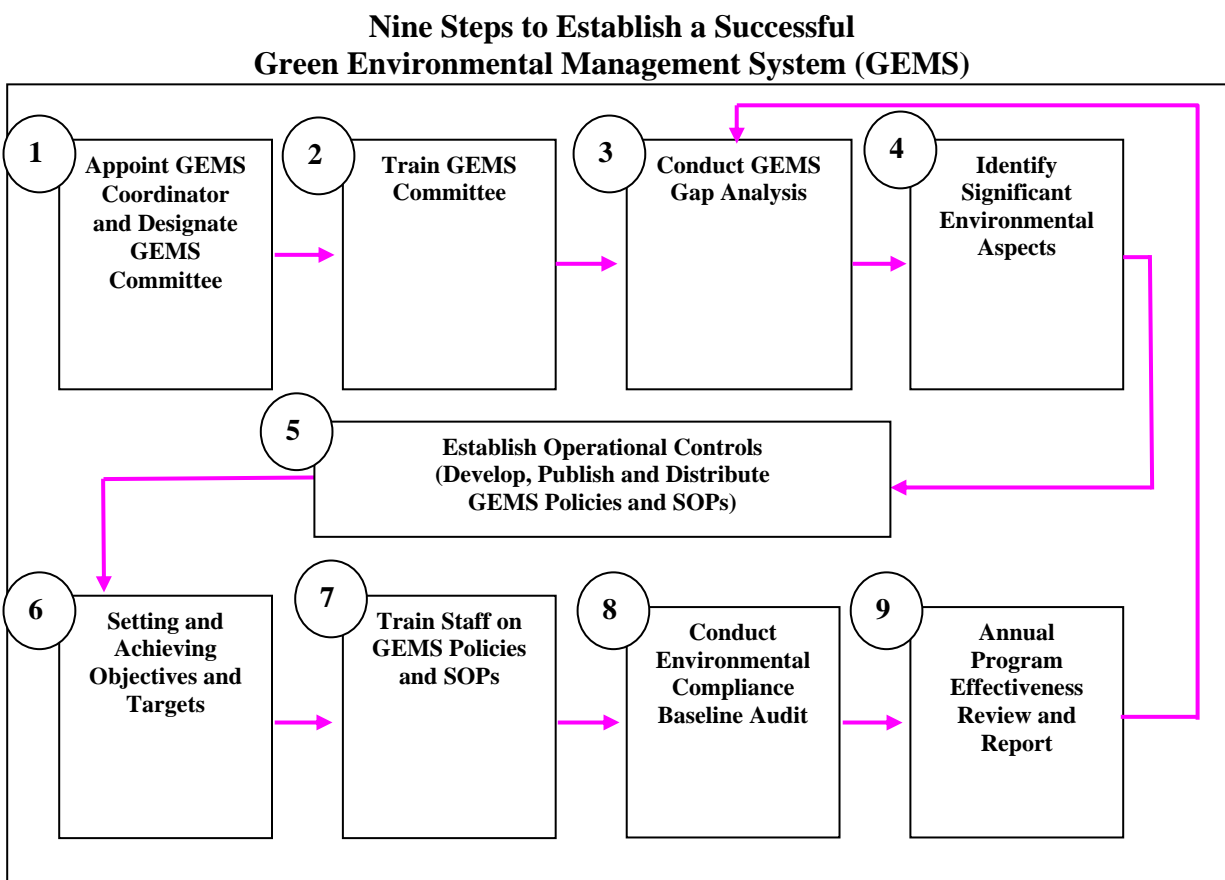 Nine Steps to Establish a Successful
Green Environmental Management System (GEMS)
1
Appoint GEMS
Coordinator
and Designate
GEMS
Committee
2
Train GEMS
Committee
3
Conduct GEMS
Gap Analysis
4
Identify
Significant
Environmental
Aspects
5
Establish Operational Controls
(Develop, Publish and Distribute
GEMS Policies and SOPs)
6
Setting and
Achieving
Objectives and
Targets
7
Train Staff on
GEMS Policies
and SOPs
8
Conduct
Environmental
Compliance
Baseline Audit
9
Annual
Program
Effectiveness
Review and
Report